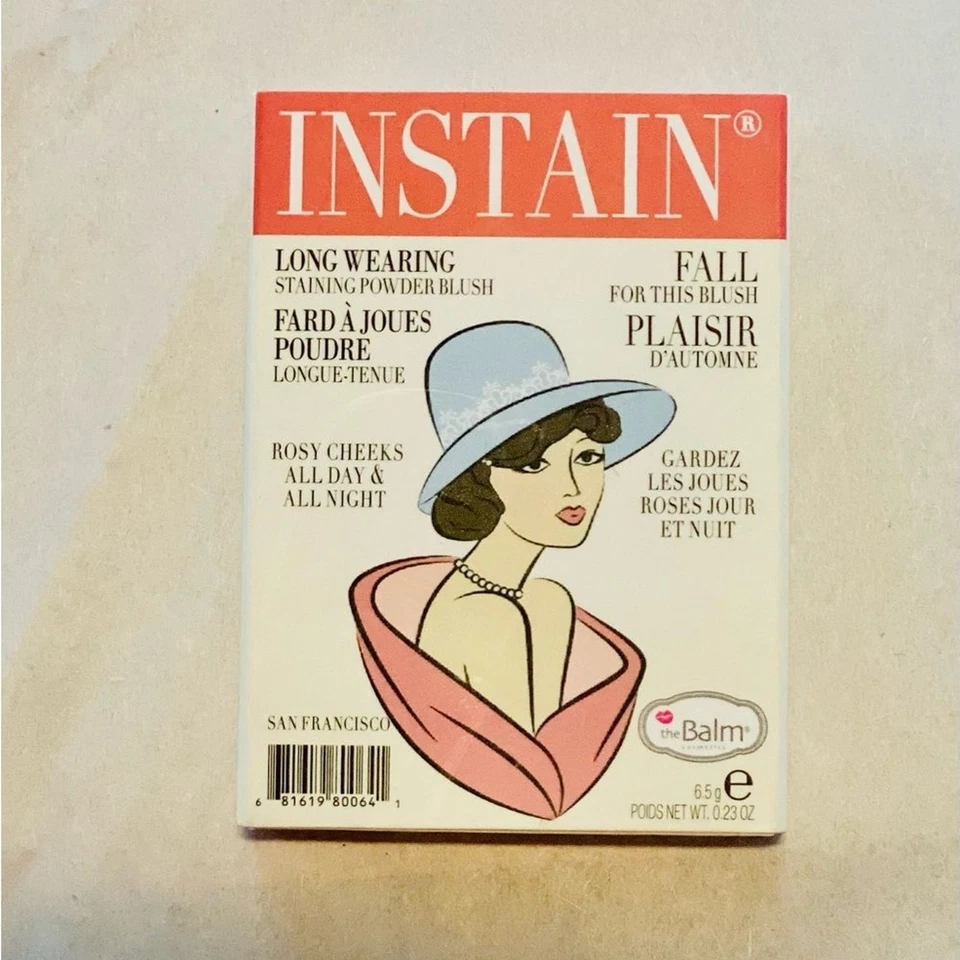 INSTAIN®
LONG WEARING
STAINING POWDER BLUSH
FARD À JOUES
POUDRE
LONGUE-TENUE
FALL
FOR THIS BLUSH
PLAISIR
D'AUTOMNE
ROSY CHEEKS
ALL DAY &
ALL NIGHT
GARDEZ
LES JOUES
ROSES JOUR
ET NUIT
SAN FRANCISCO
6 81619 80064 1
theBalm®
COSMETICS
6.5 g e
POIDS NET WT. 0.23 OZ